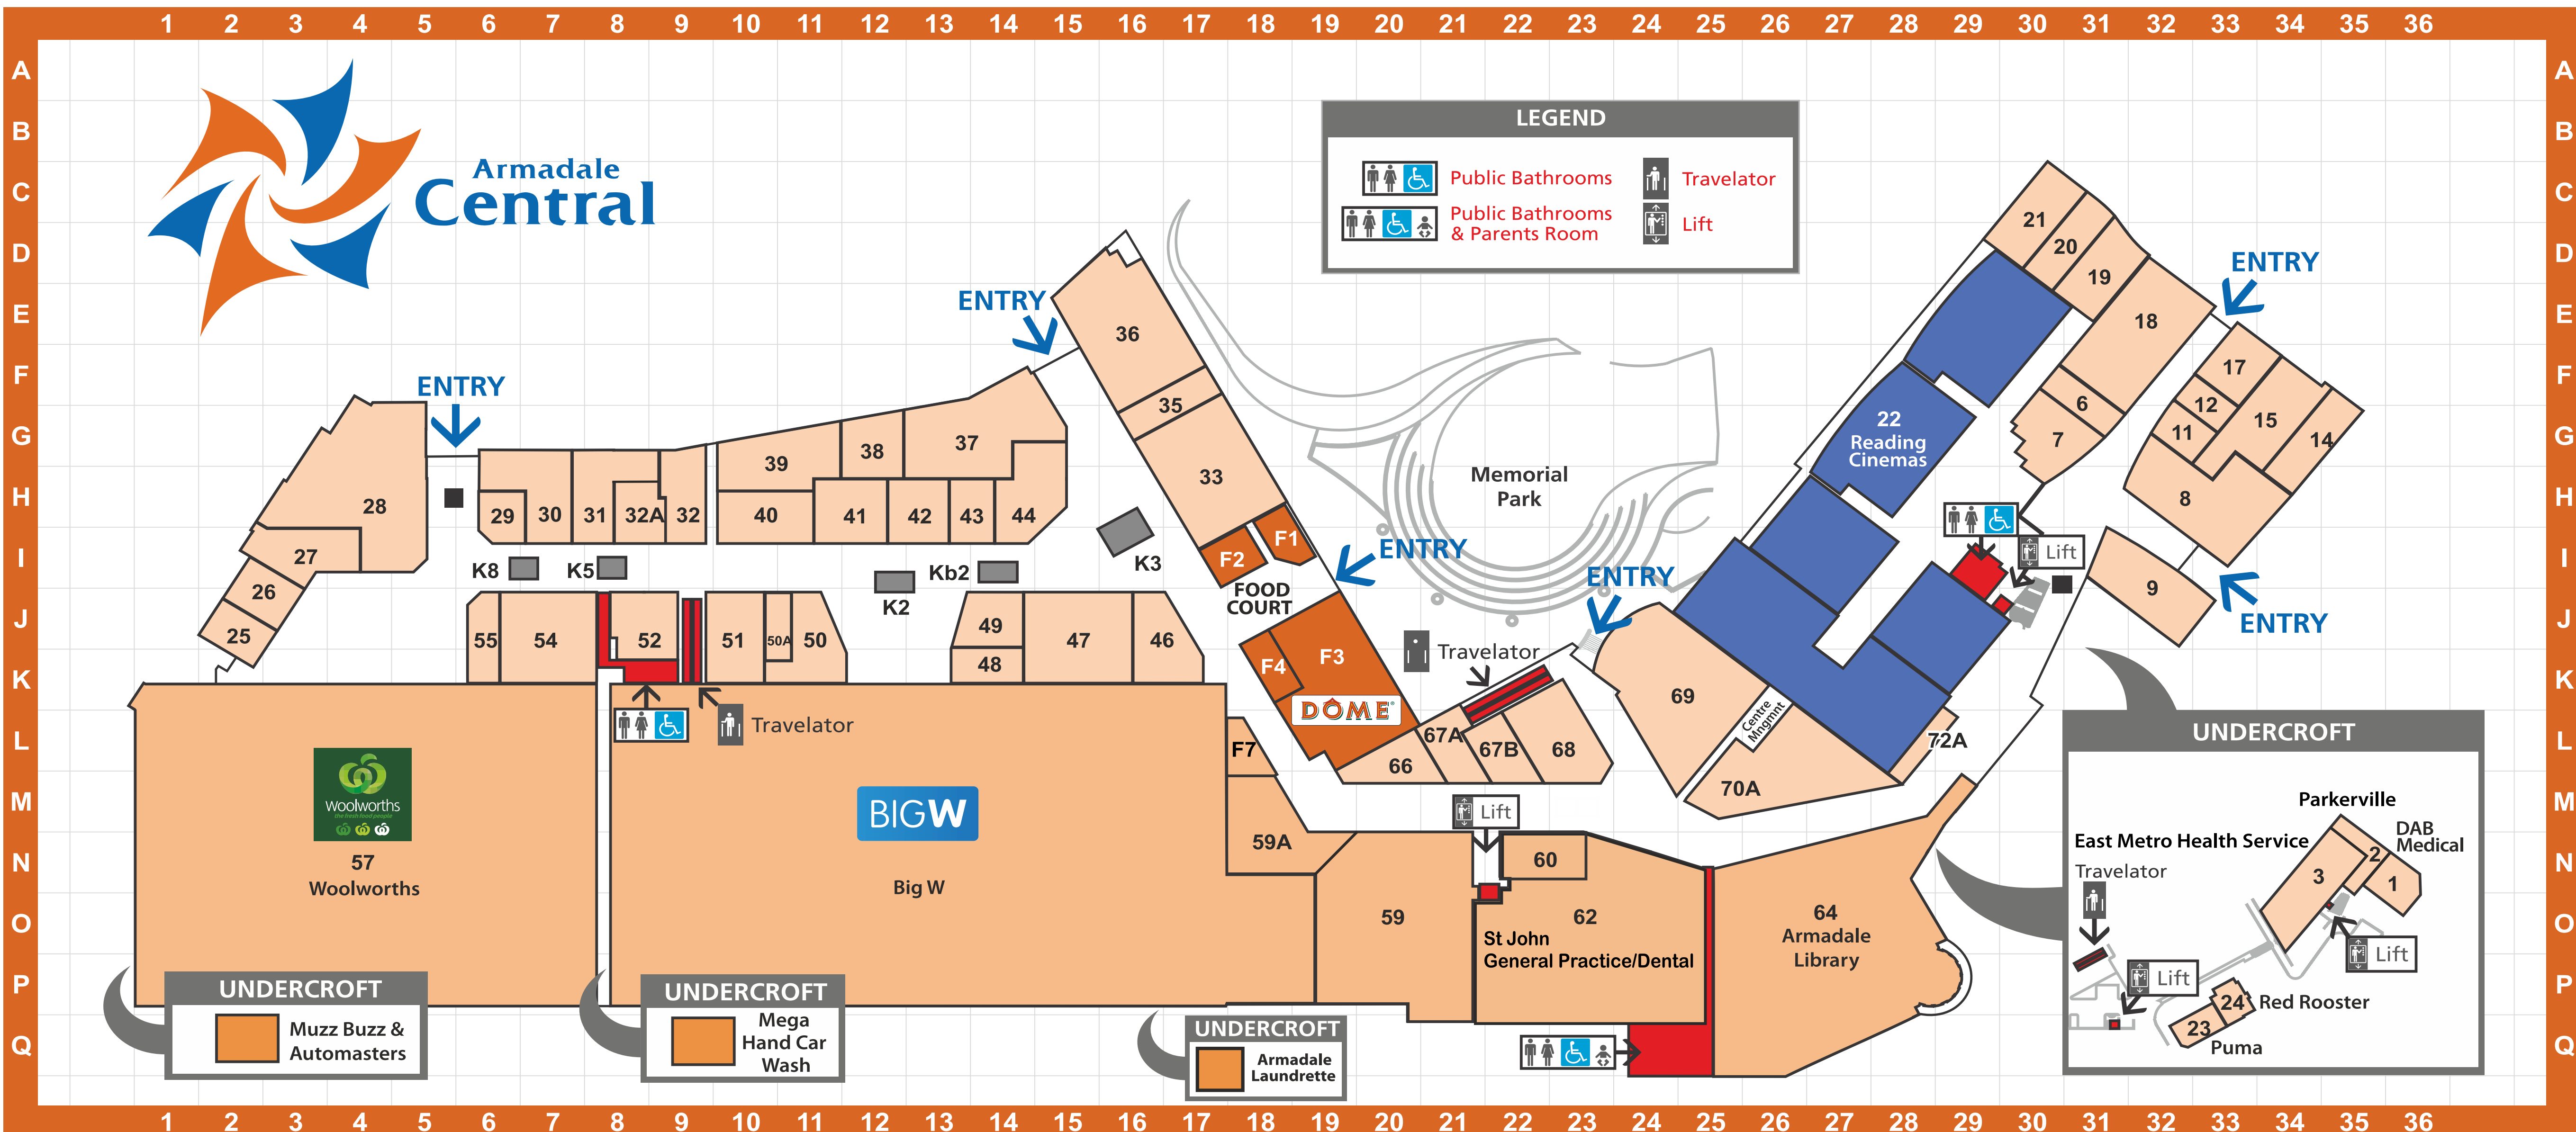 1 2 3 4 5 6 7 8 9 10 11 12 13 14 15 16 17 18 19 20 21 22 23 24 25 26 27 28 29 30 31 32 33 34 35 36
A A
B B
C C
D D
E E
F F
G G
H H
I I
J J
K K
L L
M M
N N
O O
P P
Q Q
Armadale
Central
LEGEND
Public Bathrooms
Travelator
Public Bathrooms
& Parents Room
Lift
ENTRY
ENTRY
ENTRY
ENTRY
ENTRY
ENTRY
21
20
19
18
17
36
35
33
6
7
12
11
15
14
8
9
22
Reading
Cinemas
Memorial
Park
28
27
26
25
29
30
31
32A
32
39
38
37
40
41
42
43
44
K8
K5
K2
Kb2
K3
F2
F1
FOOD
COURT
F4
F3
DÔME
55
54
52
51
50A
50
49
48
47
46
Travelator
Travelator
Lift
66
67A
67B
68
69
Centre
Mngmnt
70A
72A
F7
59A
Lift
Woolworths
the fresh food people
57
Woolworths
BIGW
Big W
59
60
62
St John
General Practice/Dental
64
Armadale
Library
UNDERCROFT
Muzz Buzz &
Automasters
UNDERCROFT
Mega
Hand Car
Wash
UNDERCROFT
Armadale
Laundrette
UNDERCROFT
Parkerville
East Metro Health Service
DAB
Medical
Travelator
3
2
1
Lift
Lift
24
Red Rooster
23
Puma
1 2 3 4 5 6 7 8 9 10 11 12 13 14 15 16 17 18 19 20 21 22 23 24 25 26 27 28 29 30 31 32 33 34 35 36